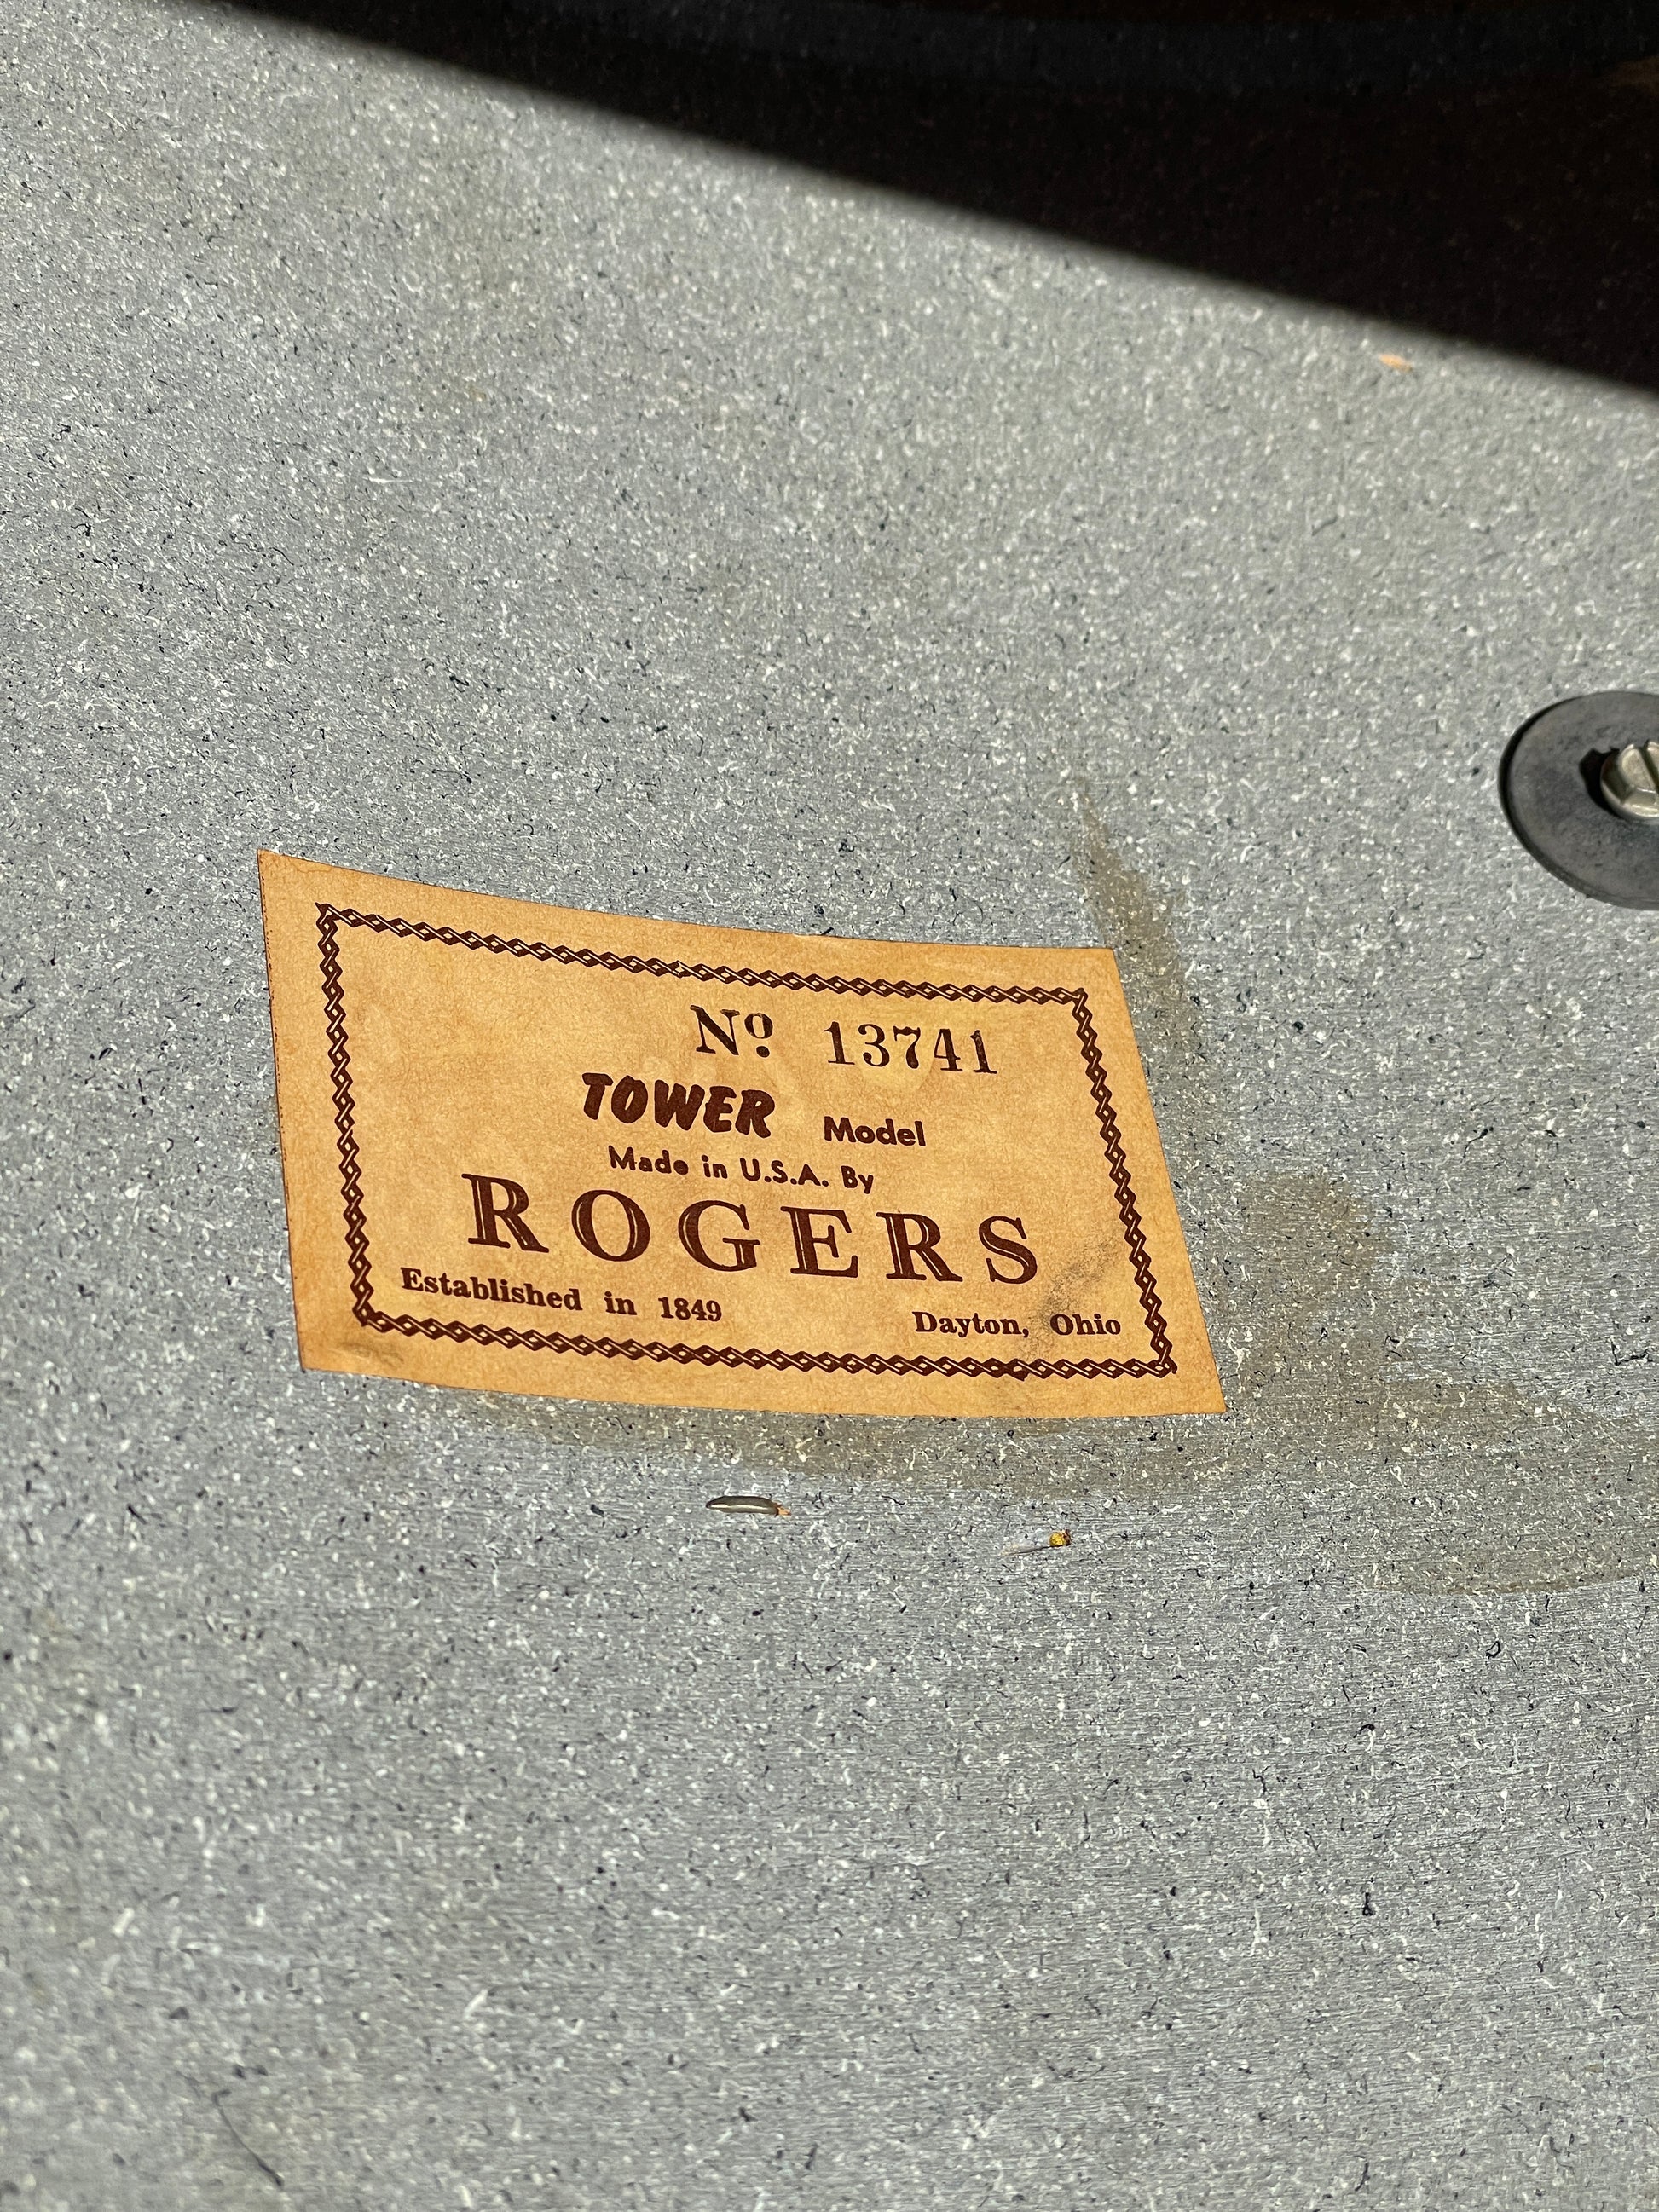 Nº 13741
TOWER Model
Made in U.S.A. By
ROGERS
Established in 1849 Dayton, Ohio